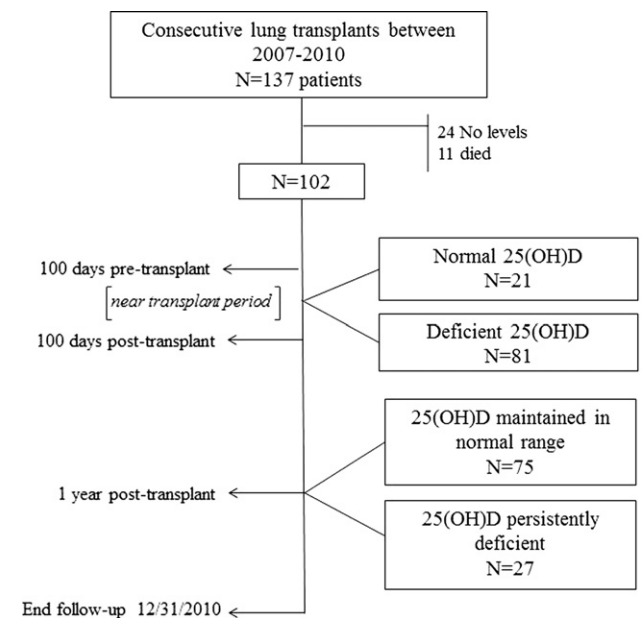 Consecutive lung transplants between
2007-2010
N=137 patients
24 No levels
11 died
N=102
100 days pre-transplant
[near transplant period]
100 days post-transplant
Normal 25(OH)D
N=21
Deficient 25(OH)D
N=81
25(OH)D maintained in
normal range
N=75
1 year post-transplant
25(OH)D persistently
deficient
N=27
End follow-up 12/31/2010